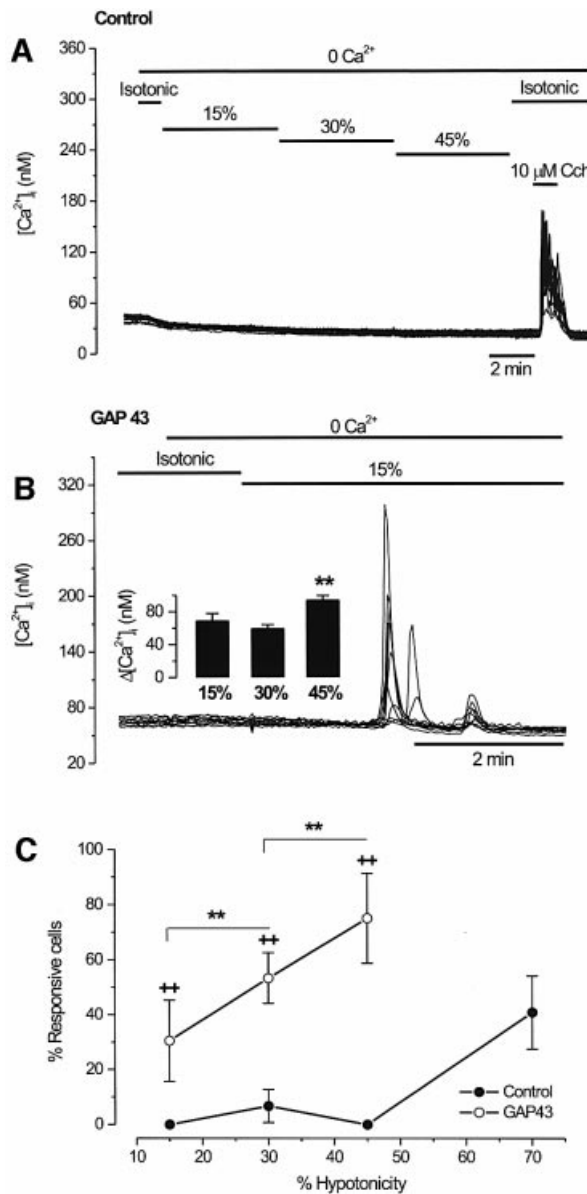 Control
A
360
300
240
180
120
60
0
[Ca²⁺]ᵢ (nM)
0 Ca²⁺
Isotonic
Isotonic
15%
30%
45%
10 µM Cch
2 min
GAP 43
B
320
260
200
140
80
20
[Ca²⁺]ᵢ (nM)
0 Ca²⁺
Isotonic
15%
Δ[Ca²⁺]ᵢ (nM)
80
40
0
**
15% 30% 45%
2 min
C
100
80
60
40
20
0
% Responsive cells
**
**
++
++
++
Control
GAP43
10 20 30 40 50 60 70
% Hypotonicity